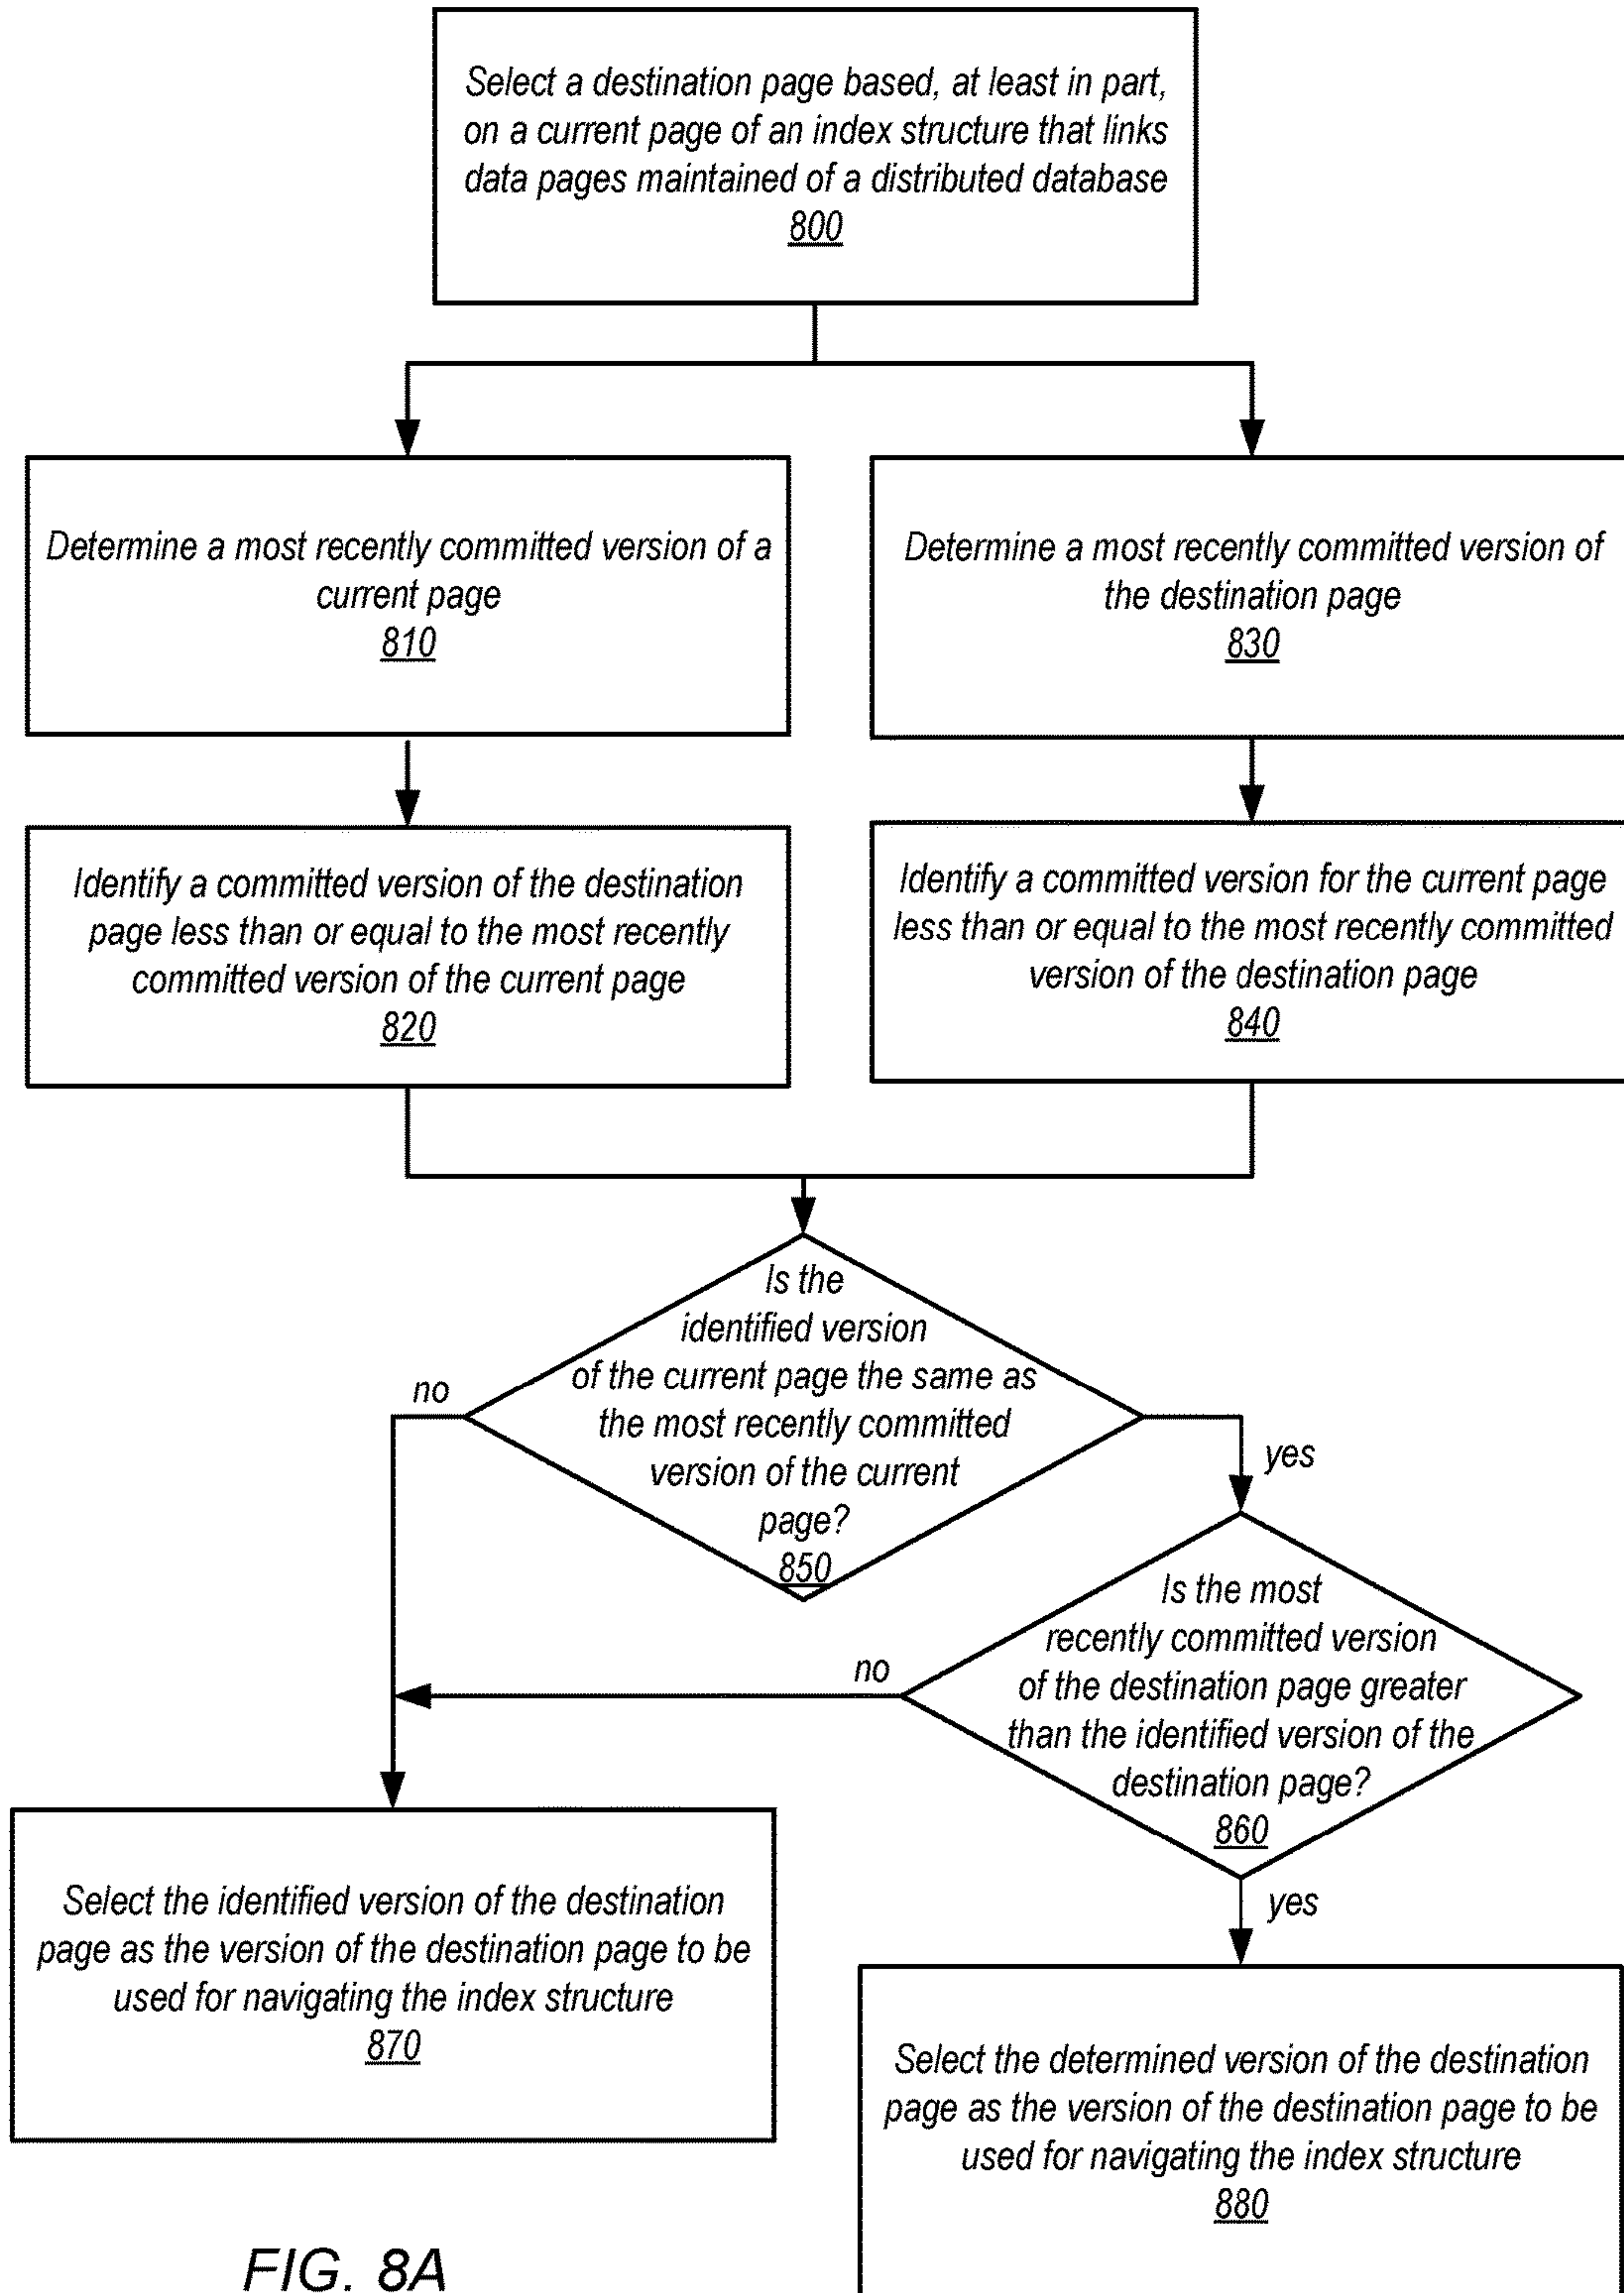 Select a destination page based, at least in part,
on a current page of an index structure that links
data pages maintained of a distributed database
800
Determine a most recently committed version of a
current page
810
Determine a most recently committed version of
the destination page
830
Identify a committed version of the destination
page less than or equal to the most recently
committed version of the current page
820
Identify a committed version for the current page
less than or equal to the most recently committed
version of the destination page
840
Is the
identified version
of the current page the same as
the most recently committed
version of the current
page?
850
no
yes
Is the most
recently committed version
of the destination page greater
than the identified version of the
destination page?
860
no
yes
Select the identified version of the destination
page as the version of the destination page to be
used for navigating the index structure
870
Select the determined version of the destination
page as the version of the destination page to be
used for navigating the index structure
880
FIG. 8A